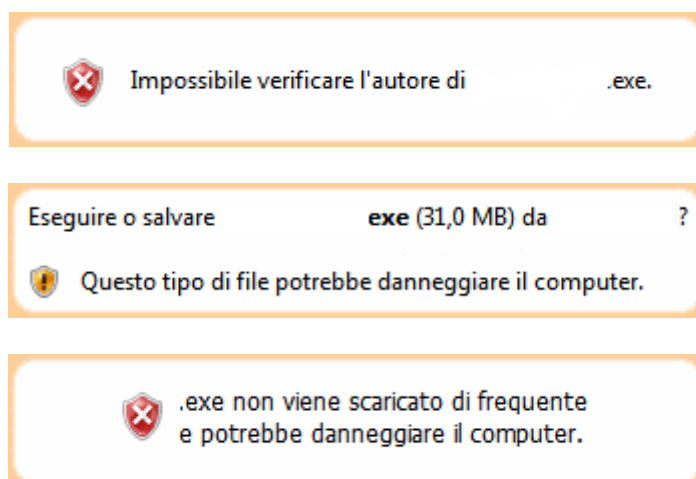 Impossibile verificare l'autore di .exe.
Eseguire o salvare exe (31,0 MB) da ?
Questo tipo di file potrebbe danneggiare il computer.
.exe non viene scaricato di frequente
e potrebbe danneggiare il computer.